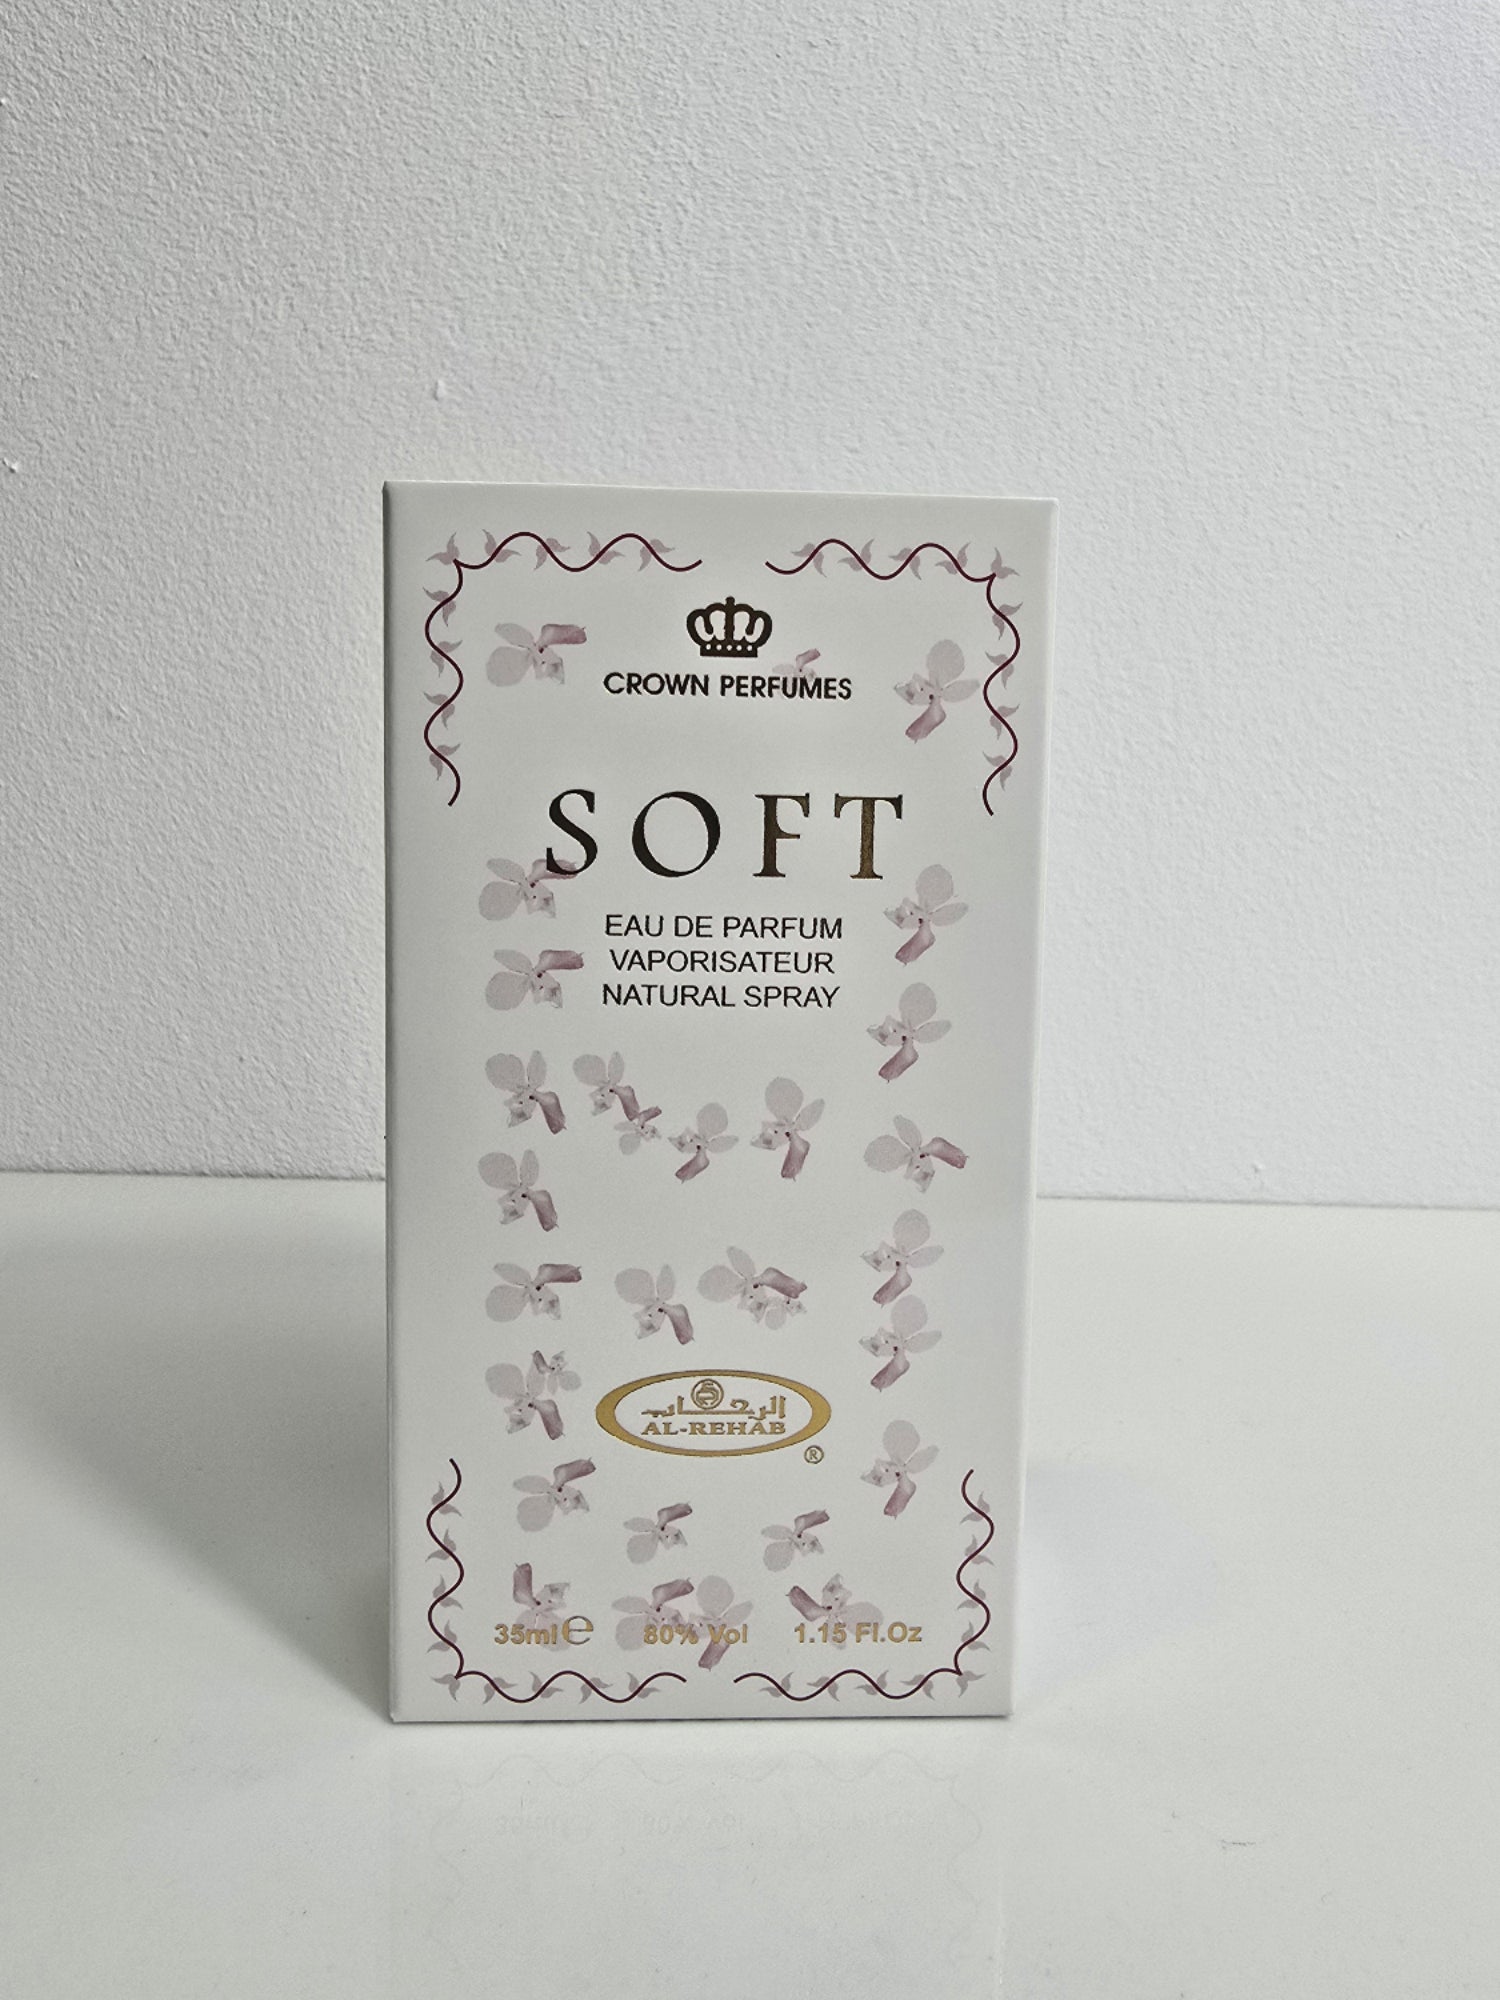 CROWN PERFUMES
SOFT
EAU DE PARFUM
VAPORISATEUR
NATURAL SPRAY
الرحاب
AL-REHAB
®
35ml℮ 80% Vol 1.15 Fl.Oz